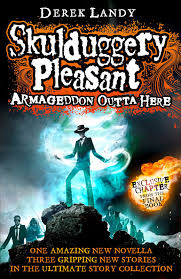 DEREK LANDY
Skulduggery
Pleasant
ARMAGEDDON OUTTA HERE
EXCLUSIVE
CHAPTER
FROM THE
FINAL
BOOK
ONE AMAZING NEW NOVELLA
THREE GRIPPING NEW STORIES
IN THE ULTIMATE STORY COLLECTION